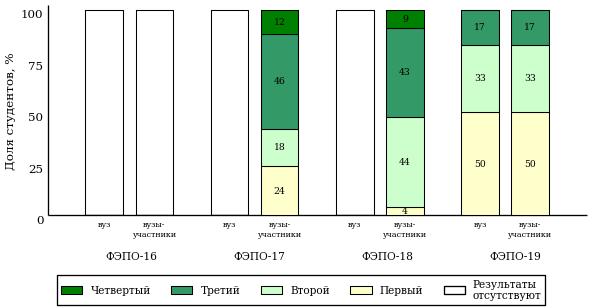 Доля студентов, %
100
75
50
25
0
12
46
18
24
9
43
44
4
17
33
50
17
33
50
вуз
вузы-
участники
вуз
вузы-
участники
вуз
вузы-
участники
вуз
вузы-
участники
ФЭПО-16
ФЭПО-17
ФЭПО-18
ФЭПО-19
Четвертый
Третий
Второй
Первый
Результаты
отсутствуют